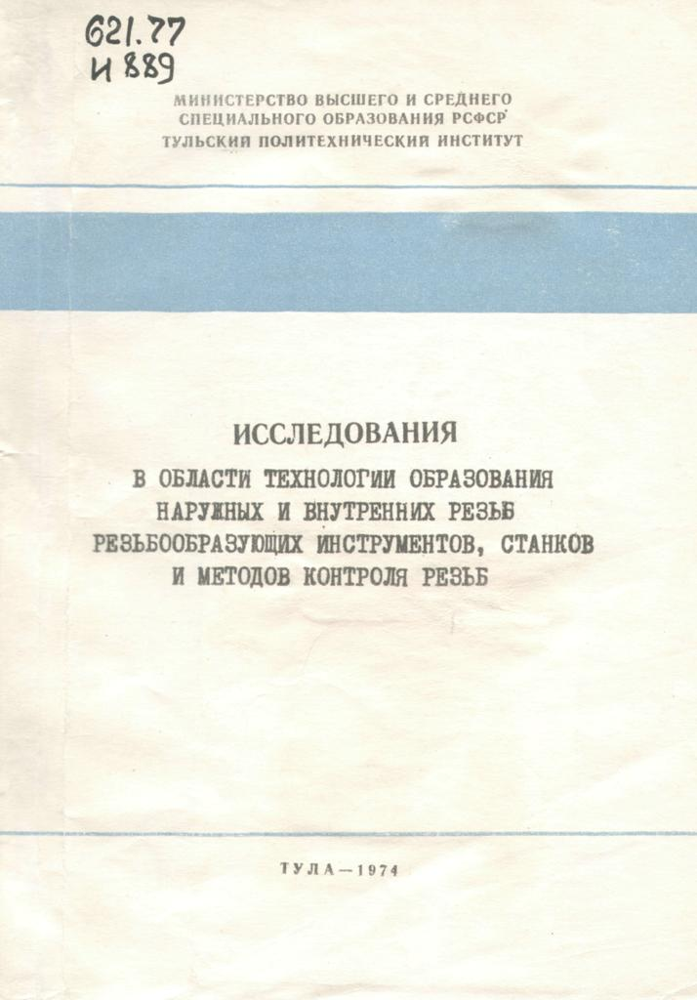 621.77
И 889
МИНИСТЕРСТВО ВЫСШЕГО И СРЕДНЕГО
СПЕЦИАЛЬНОГО ОБРАЗОВАНИЯ РСФСР
ТУЛЬСКИЙ ПОЛИТЕХНИЧЕСКИЙ ИНСТИТУТ
ИССЛЕДОВАНИЯ
В ОБЛАСТИ ТЕХНОЛОГИИ ОБРАЗОВАНИЯ
НАРУЖНЫХ И ВНУТРЕННИХ РЕЗЬБ
РЕЗЬБООБРАЗУЮЩИХ ИНСТРУМЕНТОВ, СТАНКОВ
И МЕТОДОВ КОНТРОЛЯ РЕЗЬБ
ТУЛА—1974